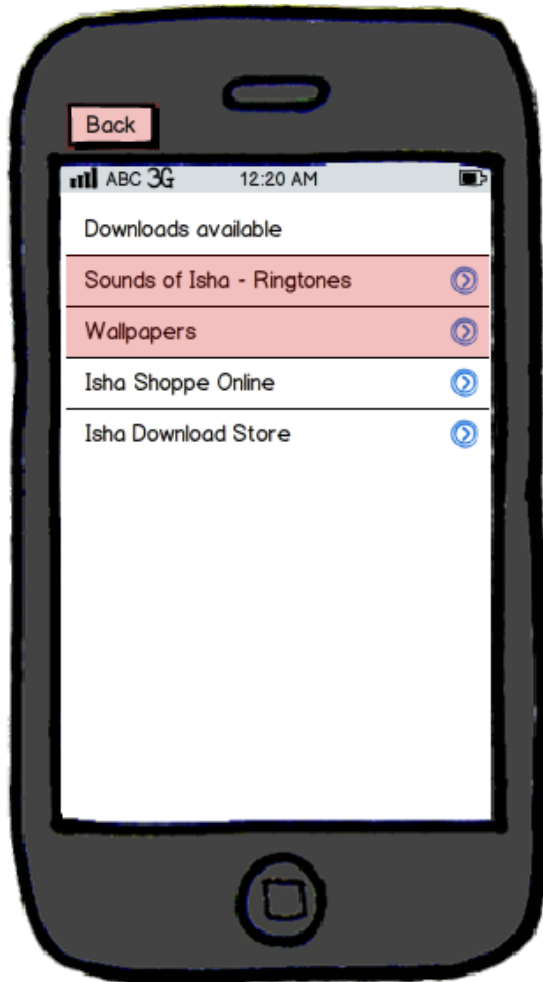 Back
ABC 3G 12:20 AM
Downloads available
Sounds of Isha - Ringtones
Wallpapers
Isha Shoppe Online
Isha Download Store